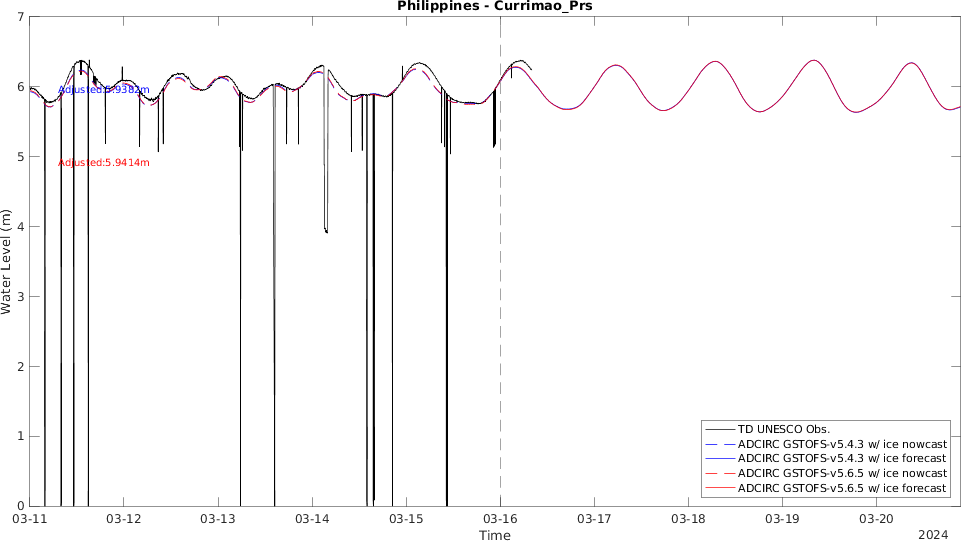 Philippines - Currimao_Prs
7
6
5
4
3
2
1
0
Water Level (m)
Adjusted:5.9382m
Adjusted:5.9414m
TD UNESCO Obs.
ADCIRC GSTOFS-v5.4.3 w/ ice nowcast
ADCIRC GSTOFS-v5.4.3 w/ ice forecast
ADCIRC GSTOFS-v5.6.5 w/ ice nowcast
ADCIRC GSTOFS-v5.6.5 w/ ice forecast
03-11 03-12 03-13 03-14 03-15 03-16 03-17 03-18 03-19 03-20
Time
2024